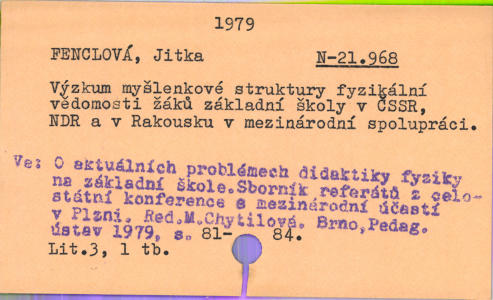 1979
FENCLOVÁ, Jitka N-21.968
Výzkum myšlenkové struktury fyzikální
vědomosti žáků základní školy v ČSSR,
NDR a v Rakousku v mezinárodní spolupráci.
Ve: O aktuálních problémech didaktiky fyziky
na základní škole.Sborník referátů z celo-
státní konference s mezinárodní účastí
v Plzni. Red.M.Chytilová. Brno,Pedag.
ústav 1979, s. 81- 84.
Lit.3, 1 tb.